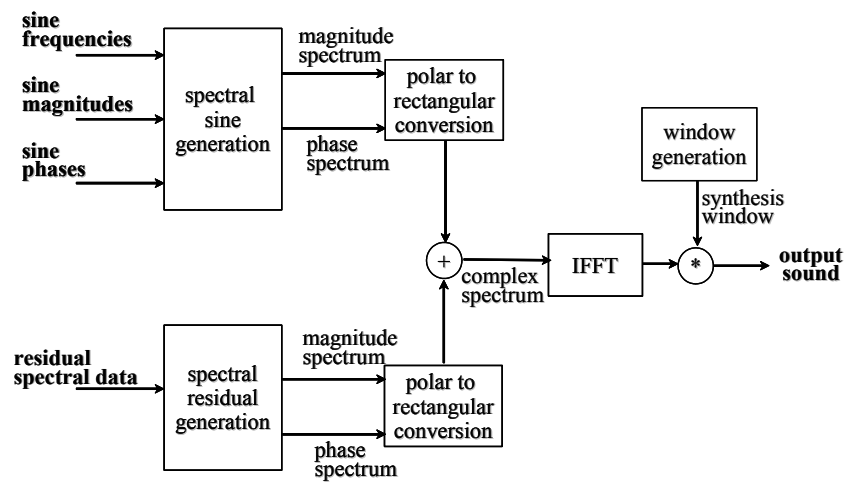 sine
frequencies
sine
magnitudes
sine
phases
spectral
sine
generation
magnitude
spectrum
phase
spectrum
polar to
rectangular
conversion
window
generation
synthesis
window
+
complex
spectrum
IFFT
*
output
sound
residual
spectral data
spectral
residual
generation
magnitude
spectrum
phase
spectrum
polar to
rectangular
conversion